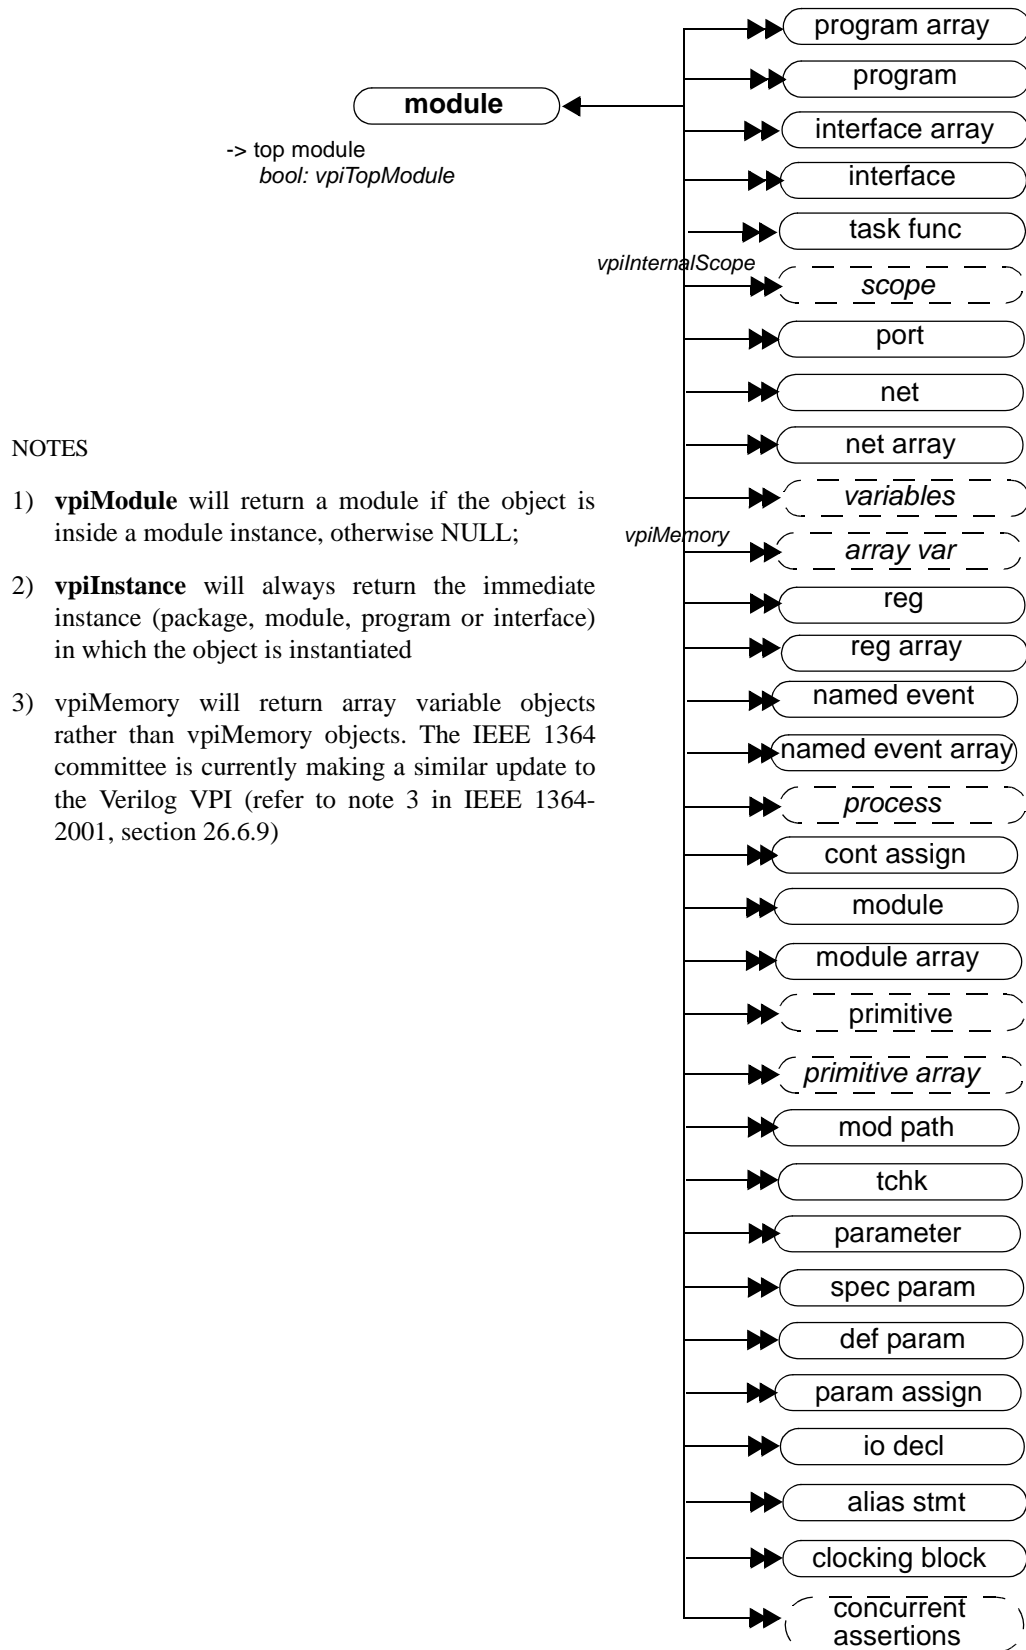 program array
program
module
interface array
-> top module
bool: vpiTopModule
interface
task func
vpiInternalScope
scope
port
net
net array
NOTES
1) vpiModule will return a module if the object is
inside a module instance, otherwise NULL;
2) vpiInstance will always return the immediate
instance (package, module, program or interface)
in which the object is instantiated
3) vpiMemory will return array variable objects
rather than vpiMemory objects. The IEEE 1364
committee is currently making a similar update to
the Verilog VPI (refer to note 3 in IEEE 1364-
2001, section 26.6.9)
variables
vpiMemory
array var
reg
reg array
named event
named event array
process
cont assign
module
module array
primitive
primitive array
mod path
tchk
parameter
spec param
def param
param assign
io decl
alias stmt
clocking block
concurrent
assertions